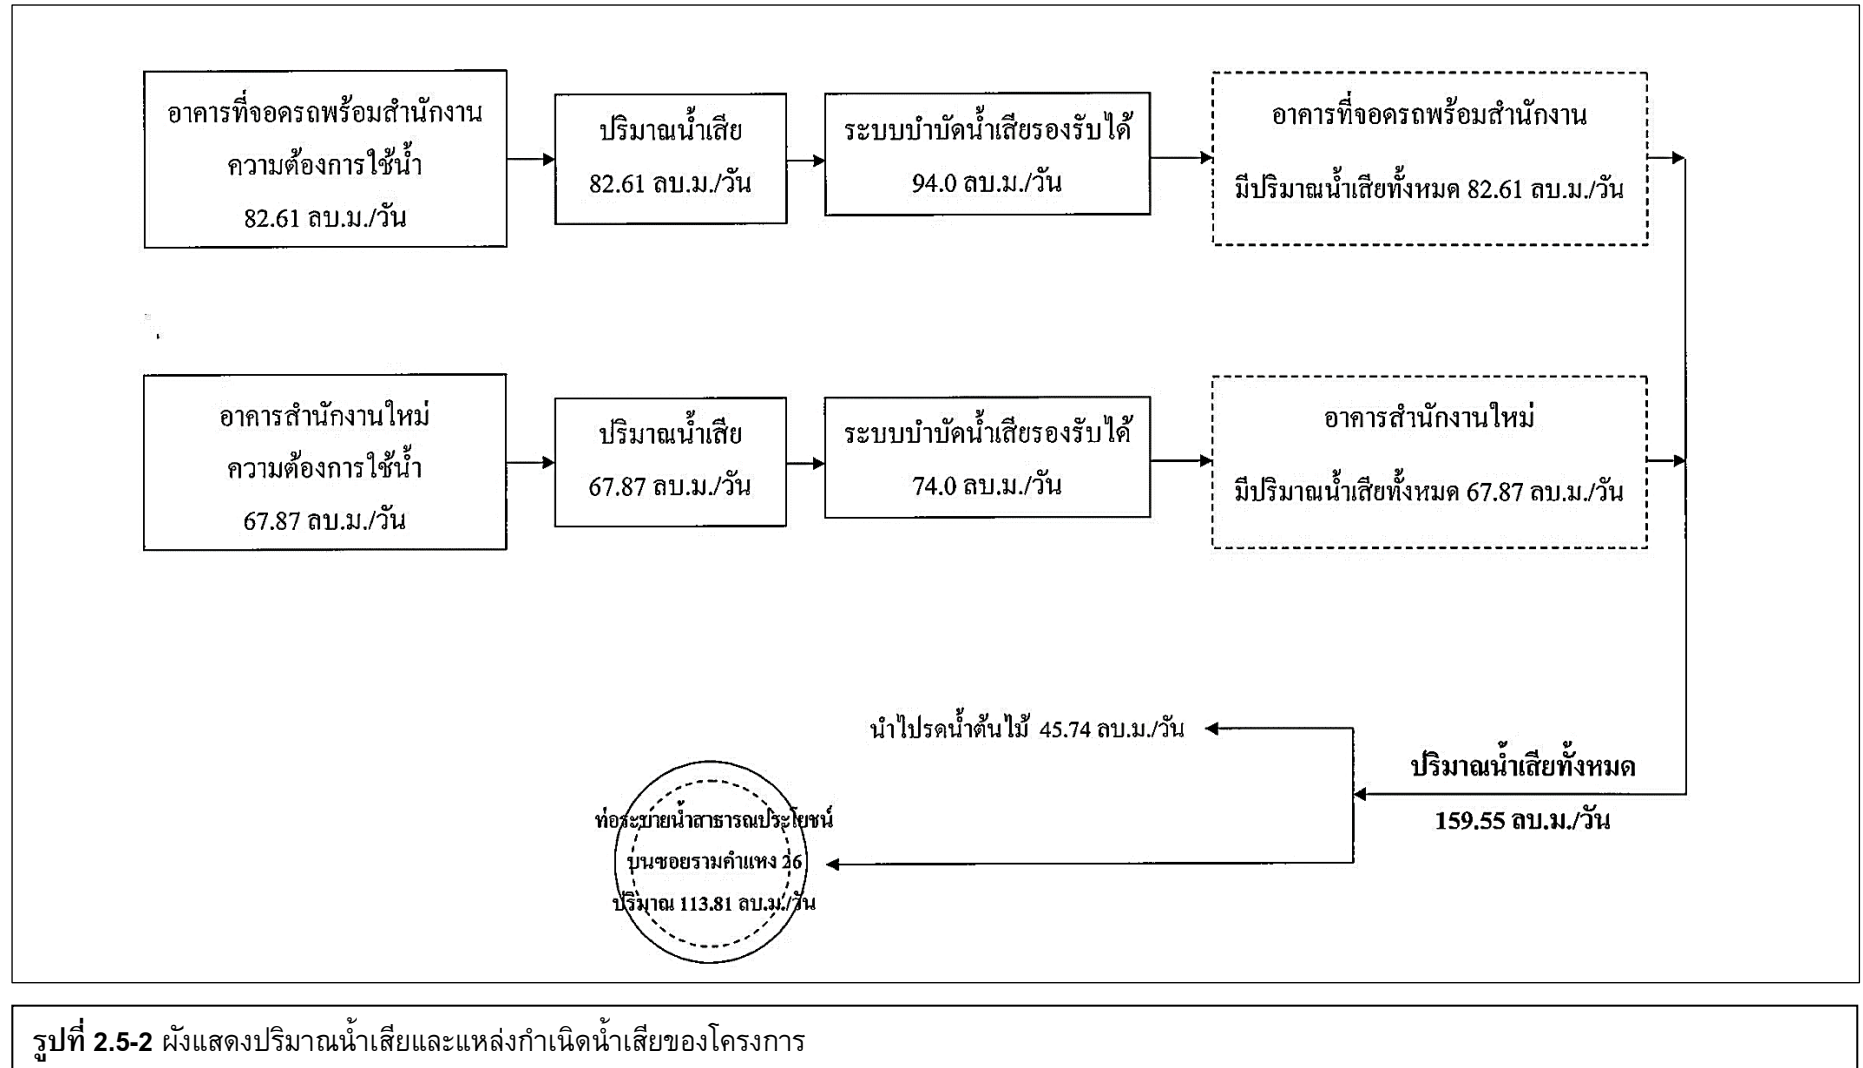 อาคารที่จอดรถพร้อมสำนักงาน
ความต้องการใช้น้ำ
82.61 ลบ.ม./วัน
ปริมาณน้ำเสีย
82.61 ลบ.ม./วัน
ระบบบำบัดน้ำเสียรองรับได้
94.0 ลบ.ม./วัน
อาคารที่จอดรถพร้อมสำนักงาน
มีปริมาณน้ำเสียทั้งหมด 82.61 ลบ.ม./วัน
อาคารสำนักงานใหม่
ความต้องการใช้น้ำ
67.87 ลบ.ม./วัน
ปริมาณน้ำเสีย
67.87 ลบ.ม./วัน
ระบบบำบัดน้ำเสียรองรับได้
74.0 ลบ.ม./วัน
อาคารสำนักงานใหม่
มีปริมาณน้ำเสียทั้งหมด 67.87 ลบ.ม./วัน
นำไปรดน้ำต้นไม้ 45.74 ลบ.ม./วัน
ปริมาณน้ำเสียทั้งหมด
159.55 ลบ.ม./วัน
ท่อระบายน้ำสาธารณประโยชน์
บนซอยรามคำแหง 26
ปริมาณ 113.81 ลบ.ม./วัน
รูปที่ 2.5-2 ผังแสดงปริมาณน้ำเสียและแหล่งกำเนิดน้ำเสียของโครงการ